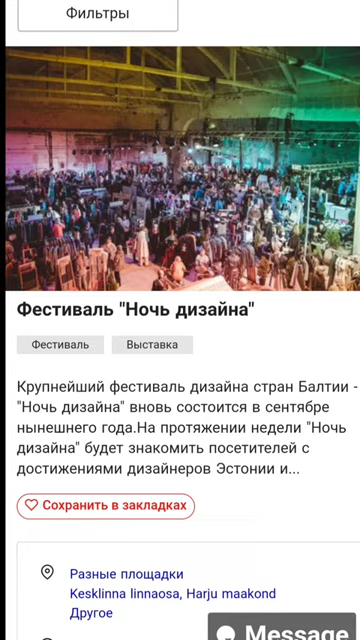 Фильтры
Фестиваль "Ночь дизайна"
Фестиваль Выставка
Крупнейший фестиваль дизайна стран Балтии -
"Ночь дизайна" вновь состоится в сентябре
нынешнего года.На протяжении недели "Ночь
дизайна" будет знакомить посетителей с
достижениями дизайнеров Эстонии и...
Сохранить в закладках
Разные площадки
Kesklinna linnaosa, Harju maakond
Другое
Message